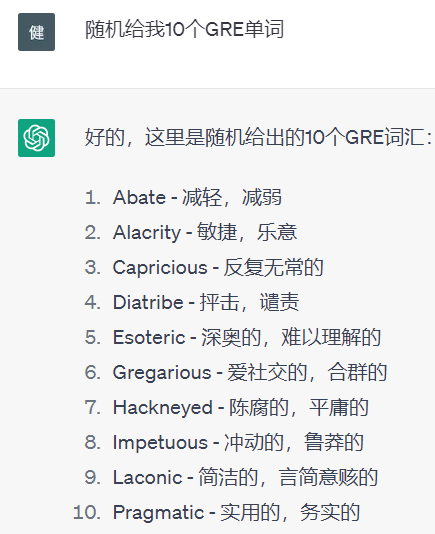 健
随机给我10个GRE单词
好的，这里是随机给出的10个GRE词汇：
1. Abate - 减轻，减弱
2. Alacrity - 敏捷，乐意
3. Capricious - 反复无常的
4. Diatribe - 抨击，谴责
5. Esoteric - 深奥的，难以理解的
6. Gregarious - 爱社交的，合群的
7. Hackneyed - 陈腐的，平庸的
8. Impetuous - 冲动的，鲁莽的
9. Laconic - 简洁的，言简意赅的
10. Pragmatic - 实用的，务实的